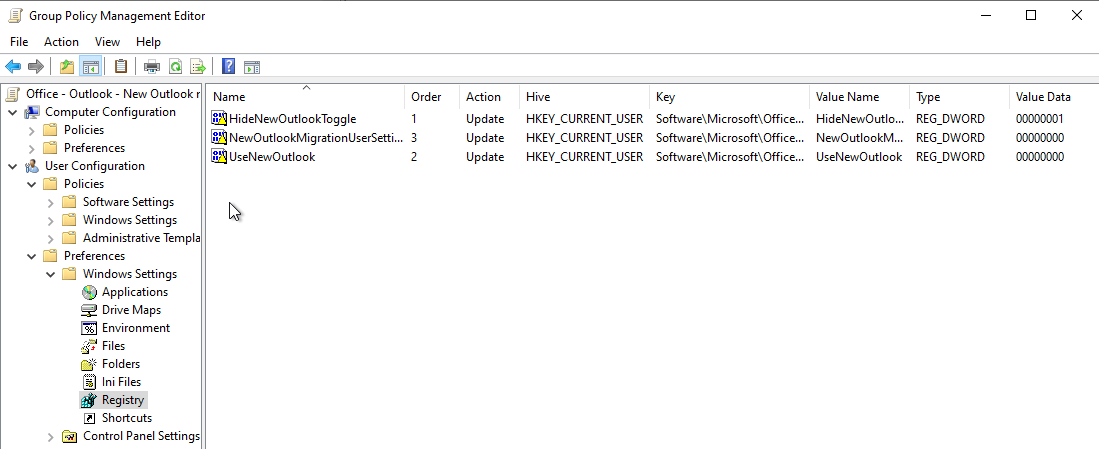 Group Policy Management Editor
File Action View Help
Office - Outlook - New Outlook r
Computer Configuration
Policies
Preferences
User Configuration
Policies
Software Settings
Windows Settings
Administrative Templa
Preferences
Windows Settings
Applications
Drive Maps
Environment
Files
Folders
Ini Files
Registry
Shortcuts
Control Panel Settings
Name Order Action Hive Key Value Name Type Value Data
HideNewOutlookToggle 1 Update HKEY_CURRENT_USER Software\Microsoft\Office... HideNewOutlo... REG_DWORD 00000001
NewOutlookMigrationUserSetti... 3 Update HKEY_CURRENT_USER Software\Microsoft\Office... NewOutlookM... REG_DWORD 00000000
UseNewOutlook 2 Update HKEY_CURRENT_USER Software\Microsoft\Office... UseNewOutlook REG_DWORD 00000000